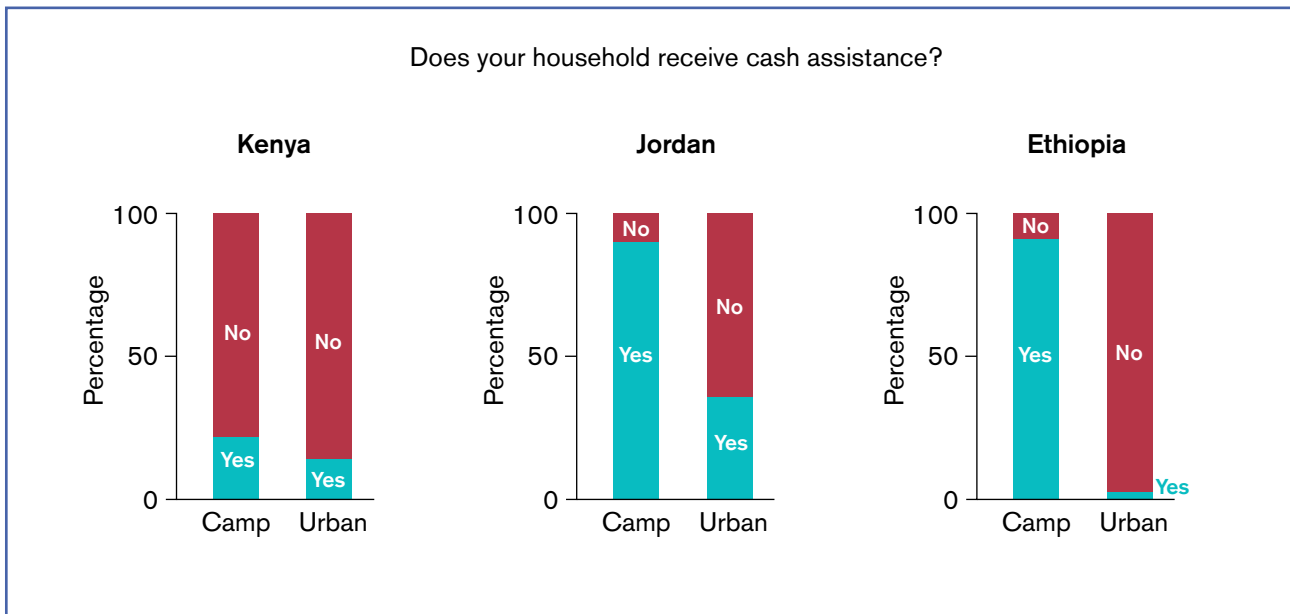 Does your household receive cash assistance?
Kenya
Percentage
100
50
0
No
Yes
No
Yes
Camp
Urban
Jordan
Percentage
100
50
0
No
Yes
No
Yes
Camp
Urban
Ethiopia
Percentage
100
50
0
No
Yes
No
Yes
Camp
Urban